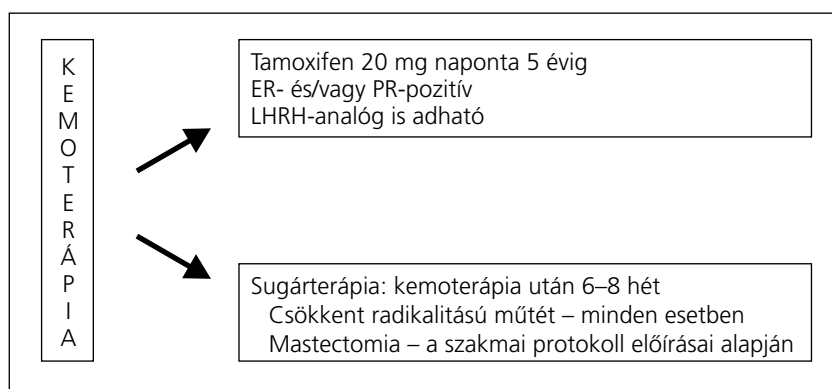 KEMOTERÁPIA
Tamoxifen 20 mg naponta 5 évig
ER- és/vagy PR-pozitív
LHRH-analóg is adható
Sugárterápia: kemoterápia után 6–8 hét
Csökkent radikalitású műtét – minden esetben
Mastectomia – a szakmai protokoll előírásai alapján